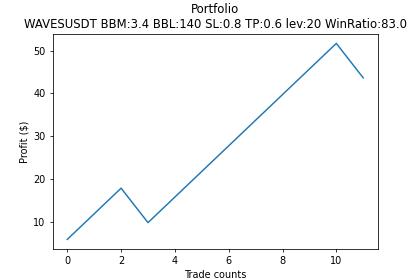 Portfolio
WAVESUSDT BBM:3.4 BBL:140 SL:0.8 TP:0.6 lev:20 WinRatio:83.0
50
40
30
20
10
Profit ($)
0 2 4 6 8 10
Trade counts